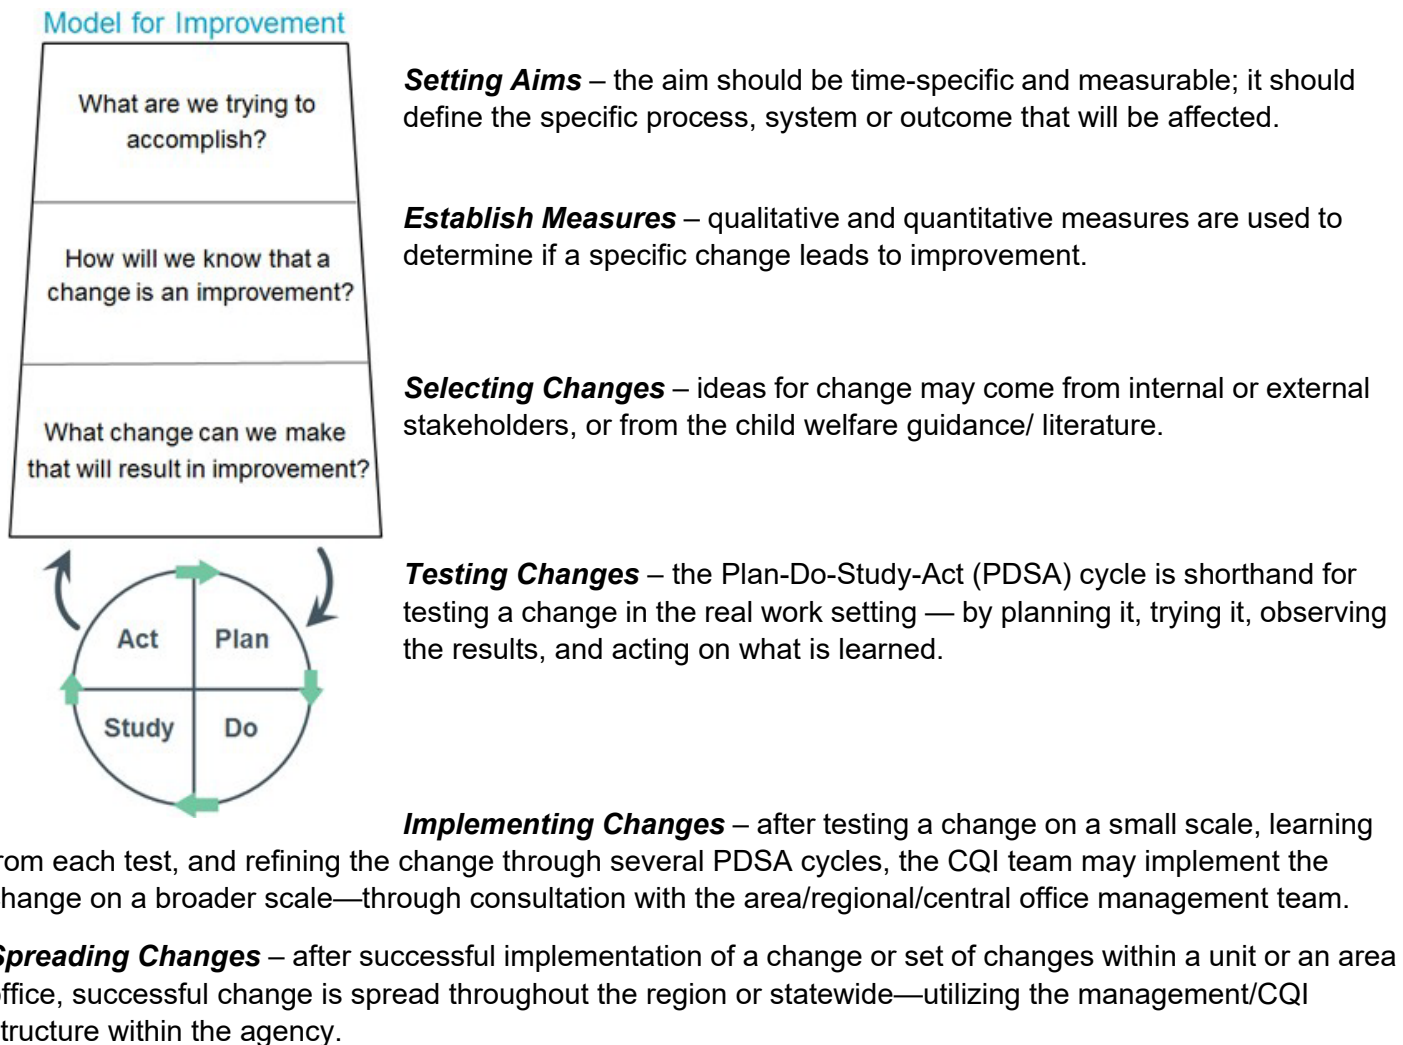 Model for Improvement
What are we trying to
accomplish?
Setting Aims – the aim should be time-specific and measurable; it should
define the specific process, system or outcome that will be affected.
How will we know that a
change is an improvement?
Establish Measures – qualitative and quantitative measures are used to
determine if a specific change leads to improvement.
What change can we make
that will result in improvement?
Selecting Changes – ideas for change may come from internal or external
stakeholders, or from the child welfare guidance/ literature.
Act
Plan
Study
Do
Testing Changes – the Plan-Do-Study-Act (PDSA) cycle is shorthand for
testing a change in the real work setting — by planning it, trying it, observing
the results, and acting on what is learned.
Implementing Changes – after testing a change on a small scale, learning
rom each test, and refining the change through several PDSA cycles, the CQI team may implement the
hange on a broader scale—through consultation with the area/regional/central office management team.
Spreading Changes – after successful implementation of a change or set of changes within a unit or an area
ffice, successful change is spread throughout the region or statewide—utilizing the management/CQI
tructure within the agency.